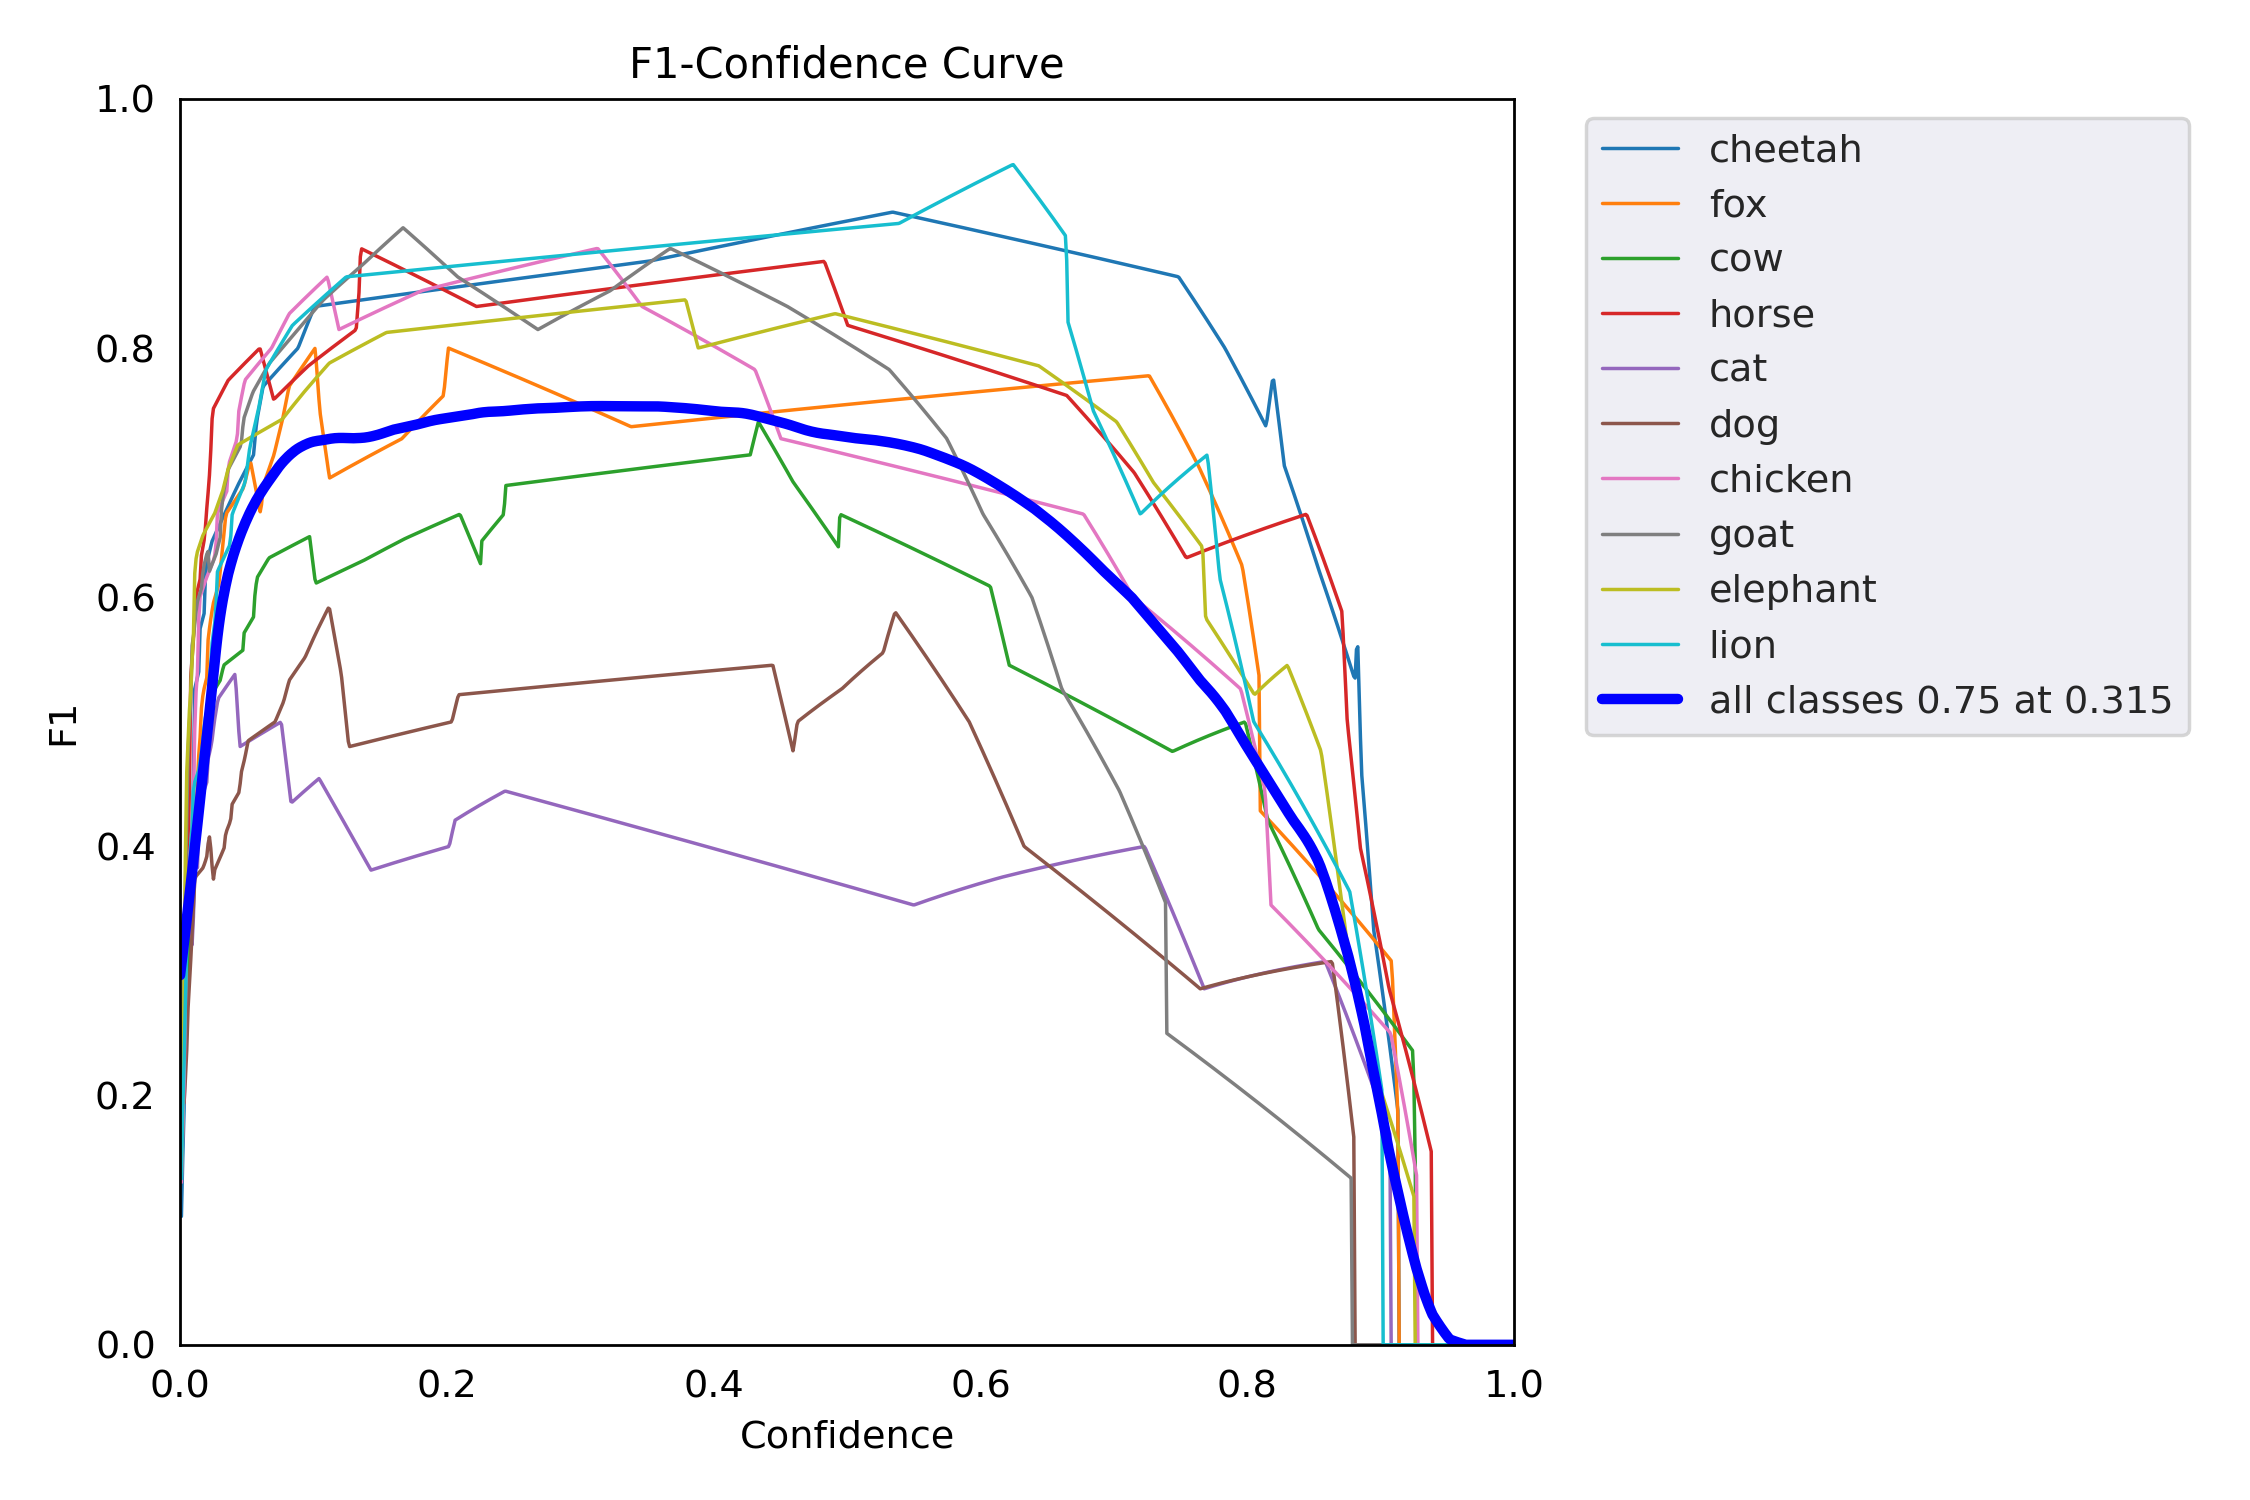 F1-Confidence Curve
1.0
0.8
0.6
0.4
0.2
0.0
F1
0.0 0.2 0.4 0.6 0.8 1.0
Confidence
cheetah
fox
cow
horse
cat
dog
chicken
goat
elephant
lion
all classes 0.75 at 0.315